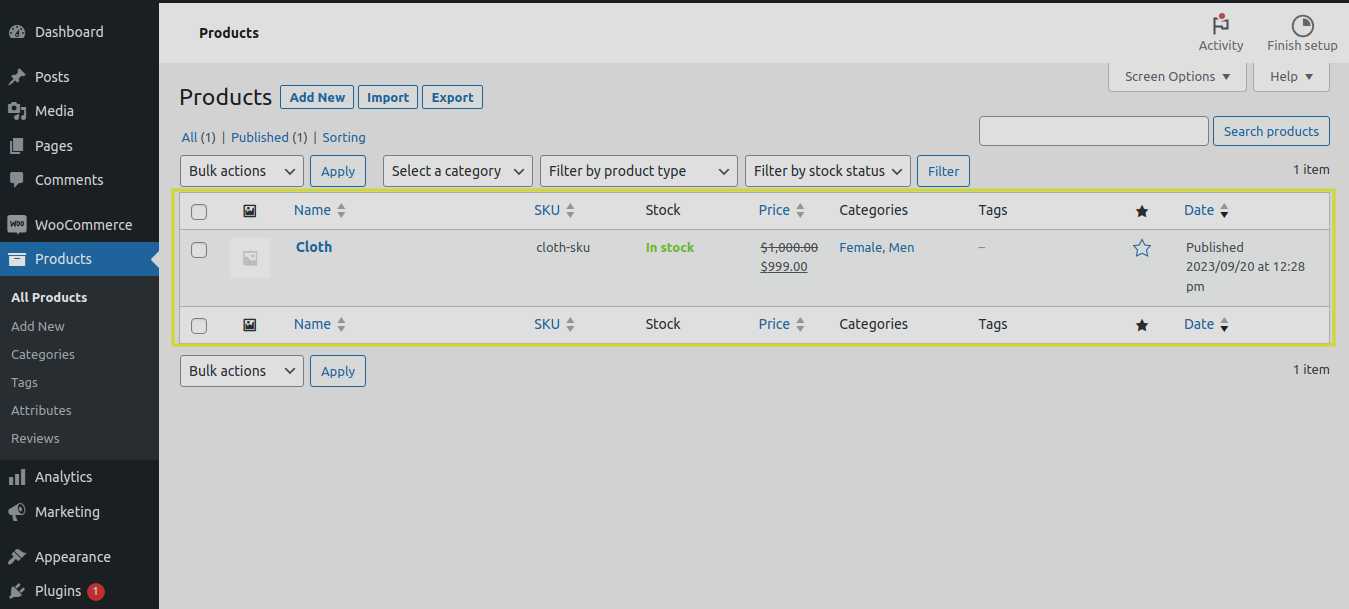 Dashboard
Posts
Media
Pages
Comments
WOO WooCommerce
Products
All Products
Add New
Categories
Tags
Attributes
Reviews
Analytics
Marketing
Appearance
Plugins 1
Products
Activity
Finish setup
Screen Options
Help
Products Add New Import Export
All (1) | Published (1) | Sorting
Search products
Bulk actions Apply Select a category Filter by product type Filter by stock status Filter 1 item
Name SKU Stock Price Categories Tags Date
Cloth cloth-sku In stock $1,000.00 Female, Men – Published
$999.00 2023/09/20 at 12:28
pm
Name SKU Stock Price Categories Tags Date
Bulk actions Apply 1 item